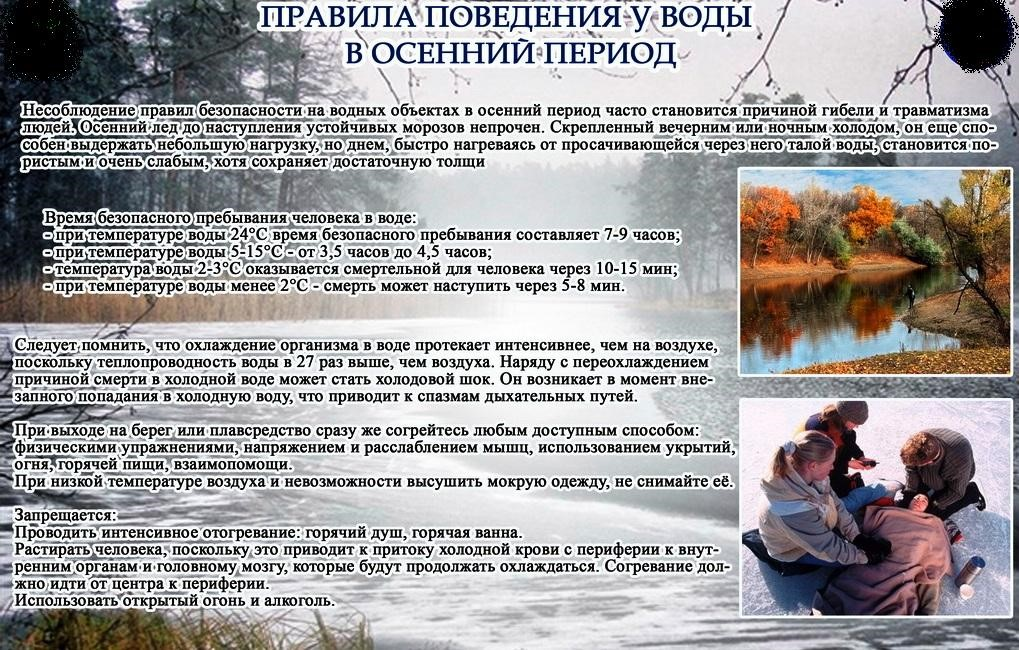 ПРАВИЛА ПОВЕДЕНИЯ У ВОДЫ
В ОСЕННИЙ ПЕРИОД
Несоблюдение правил безопасности на водных объектах в осенний период часто становится причиной гибели и травматизма
людей. Осенний лед до наступления устойчивых морозов непрочен. Скрепленный вечерним или ночным холодом, он еще спо-
собен выдержать небольшую нагрузку, но днем, быстро нагреваясь от просачивающейся через него талой воды, становится по-
ристым и очень слабым, хотя сохраняет достаточную толщи
Время безопасного пребывания человека в воде:
- при температуре воды 24°С время безопасного пребывания составляет 7-9 часов;
- при температуре воды 5-15°С - от 3,5 часов до 4,5 часов;
- температура воды 2-3°С оказывается смертельной для человека через 10-15 мин;
- при температуре воды менее 2°С - смерть может наступить через 5-8 мин.
Следует помнить, что охлаждение организма в воде протекает интенсивнее, чем на воздухе,
поскольку теплопроводность воды в 27 раз выше, чем воздуха. Наряду с переохлаждением
причиной смерти в холодной воде может стать холодовой шок. Он возникает в момент вне-
запного попадания в холодную воду, что приводит к спазмам дыхательных путей.
При выходе на берег или плавсредство сразу же согрейтесь любым доступным способом:
физическими упражнениями, напряжением и расслаблением мышц, использованием укрытий,
огня, горячей пищи, взаимопомощи.
При низкой температуре воздуха и невозможности высушить мокрую одежду, не снимайте её.
Запрещается:
Проводить интенсивное отогревание: горячий душ, горячая ванна.
Растирать человека, поскольку это приводит к притоку холодной крови с периферии к внут-
ренним органам и головному мозгу, которые будут продолжать охлаждаться. Согревание дол-
жно идти от центра к периферии.
Использовать открытый огонь и алкоголь.